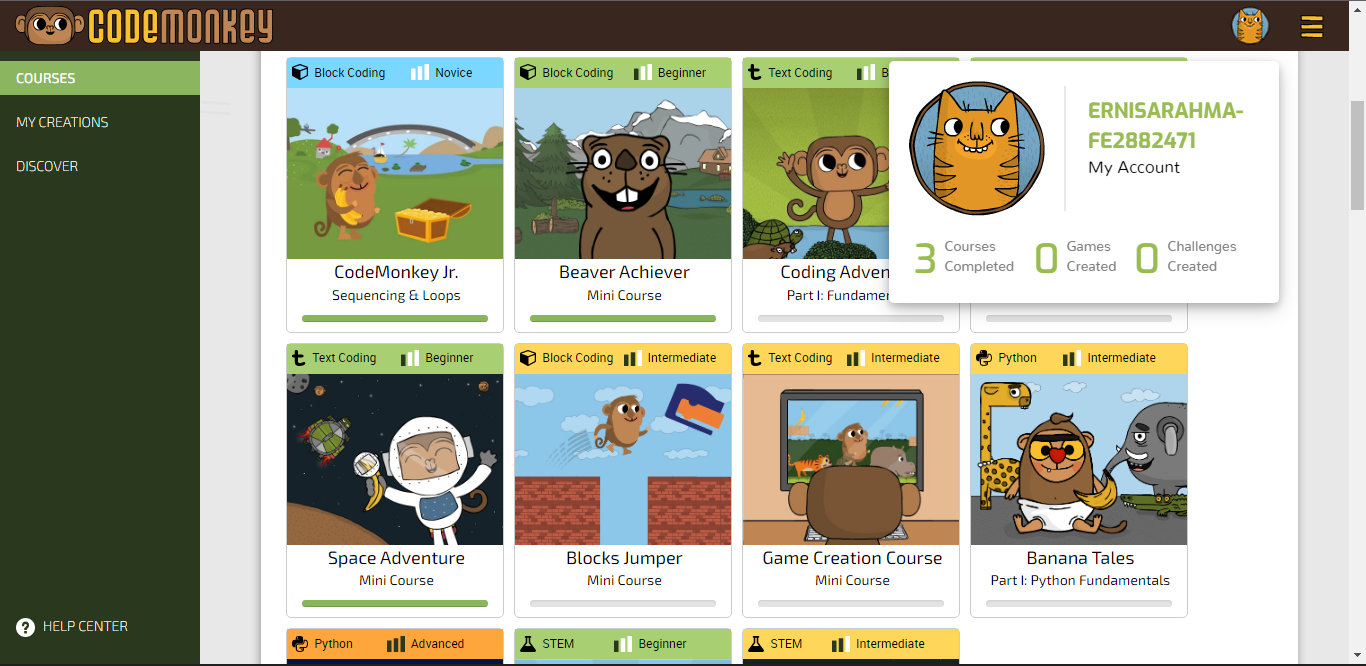 CODEMONKEY
COURSES
MY CREATIONS
DISCOVER
HELP CENTER
Block Coding Novice
CodeMonkey Jr.
Sequencing & Loops
Block Coding Beginner
Beaver Achiever
Mini Course
Text Coding B
Coding Adven
Part I: Fundamen
ERNISARAHMA-
FE2882471
My Account
3 Courses
Completed
0 Games
Created
0 Challenges
Created
Text Coding Beginner
Space Adventure
Mini Course
Block Coding Intermediate
Blocks Jumper
Mini Course
Text Coding Intermediate
Game Creation Course
Mini Course
Python Intermediate
Banana Tales
Part I: Python Fundamentals
Python Advanced
STEM Beginner
STEM Intermediate